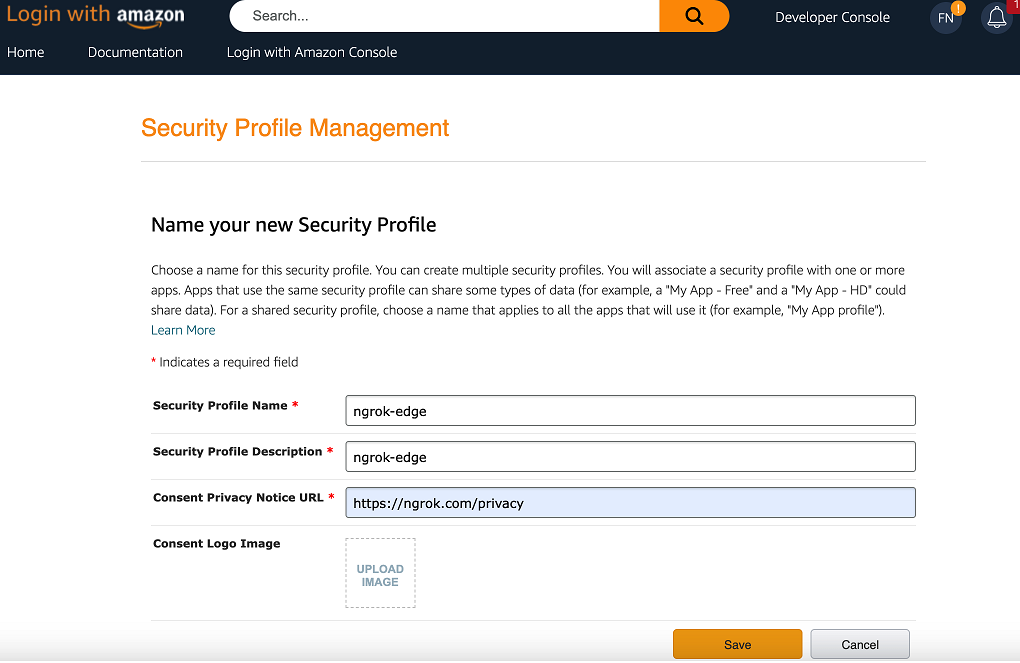 Login with amazon
Search...
Developer Console
FN
!
1
Home Documentation Login with Amazon Console
Security Profile Management
Name your new Security Profile
Choose a name for this security profile. You can create multiple security profiles. You will associate a security profile with one or more
apps. Apps that use the same security profile can share some types of data (for example, a "My App - Free" and a "My App - HD" could
share data). For a shared security profile, choose a name that applies to all the apps that will use it (for example, "My App profile").
Learn More
* Indicates a required field
Security Profile Name * ngrok-edge
Security Profile Description * ngrok-edge
Consent Privacy Notice URL * https://ngrok.com/privacy
Consent Logo Image
UPLOAD
IMAGE
Save Cancel